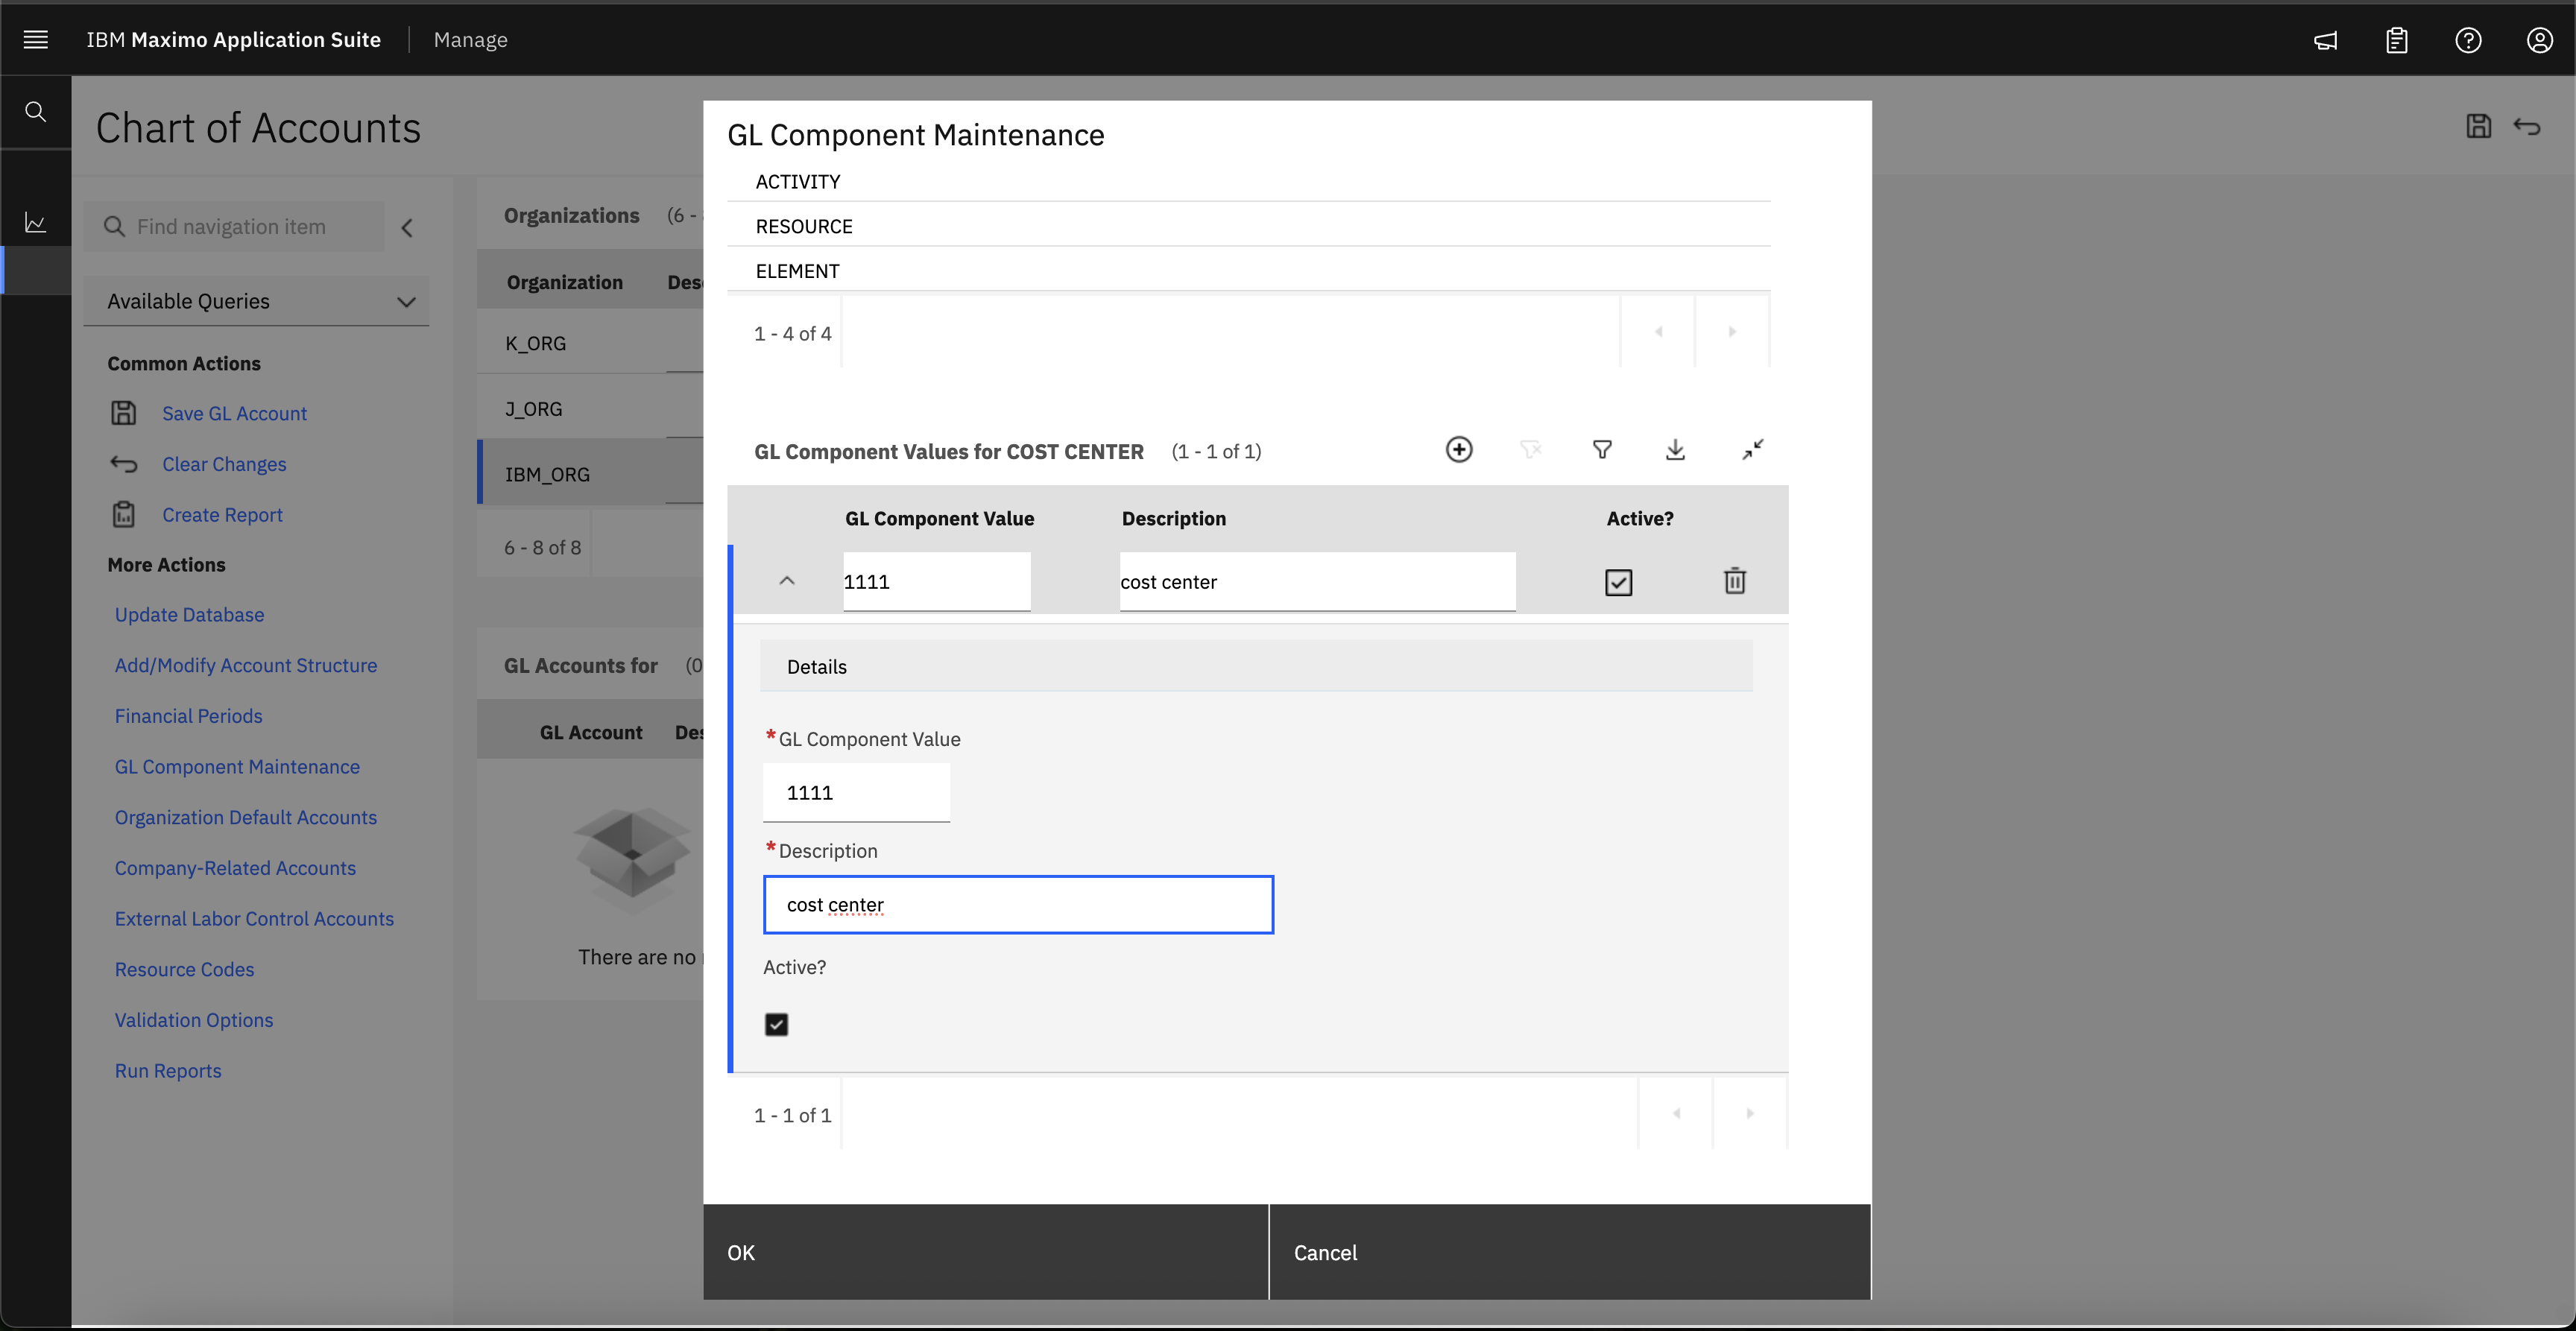 IBM Maximo Application Suite
Manage
Chart of Accounts
Find navigation item
Available Queries
Common Actions
Save GL Account
Clear Changes
Create Report
More Actions
Update Database
Add/Modify Account Structure
Financial Periods
GL Component Maintenance
Organization Default Accounts
Company-Related Accounts
External Labor Control Accounts
Resource Codes
Validation Options
Run Reports
Organizations (6 -
Organization Des
K_ORG
J_ORG
IBM_ORG
6 - 8 of 8
GL Accounts for (0
GL Account Des
There are no
GL Component Maintenance
ACTIVITY
RESOURCE
ELEMENT
1 - 4 of 4
GL Component Values for COST CENTER (1 - 1 of 1)
GL Component Value Description Active?
1111 cost center
Details
*GL Component Value
1111
*Description
cost center
Active?
1 - 1 of 1
OK
Cancel